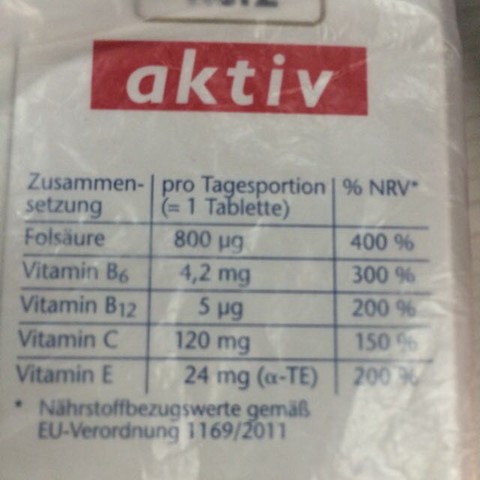 aktiv
Zusammen- pro Tagesportion % NRV*
setzung (= 1 Tablette)
Folsäure 800 µg 400 %
Vitamin B6 4,2 mg 300 %
Vitamin B12 5 µg 200 %
Vitamin C 120 mg 150 %
Vitamin E 24 mg (α-TE) 200 %
* Nährstoffbezugswerte gemäß
EU-Verordnung 1169/2011